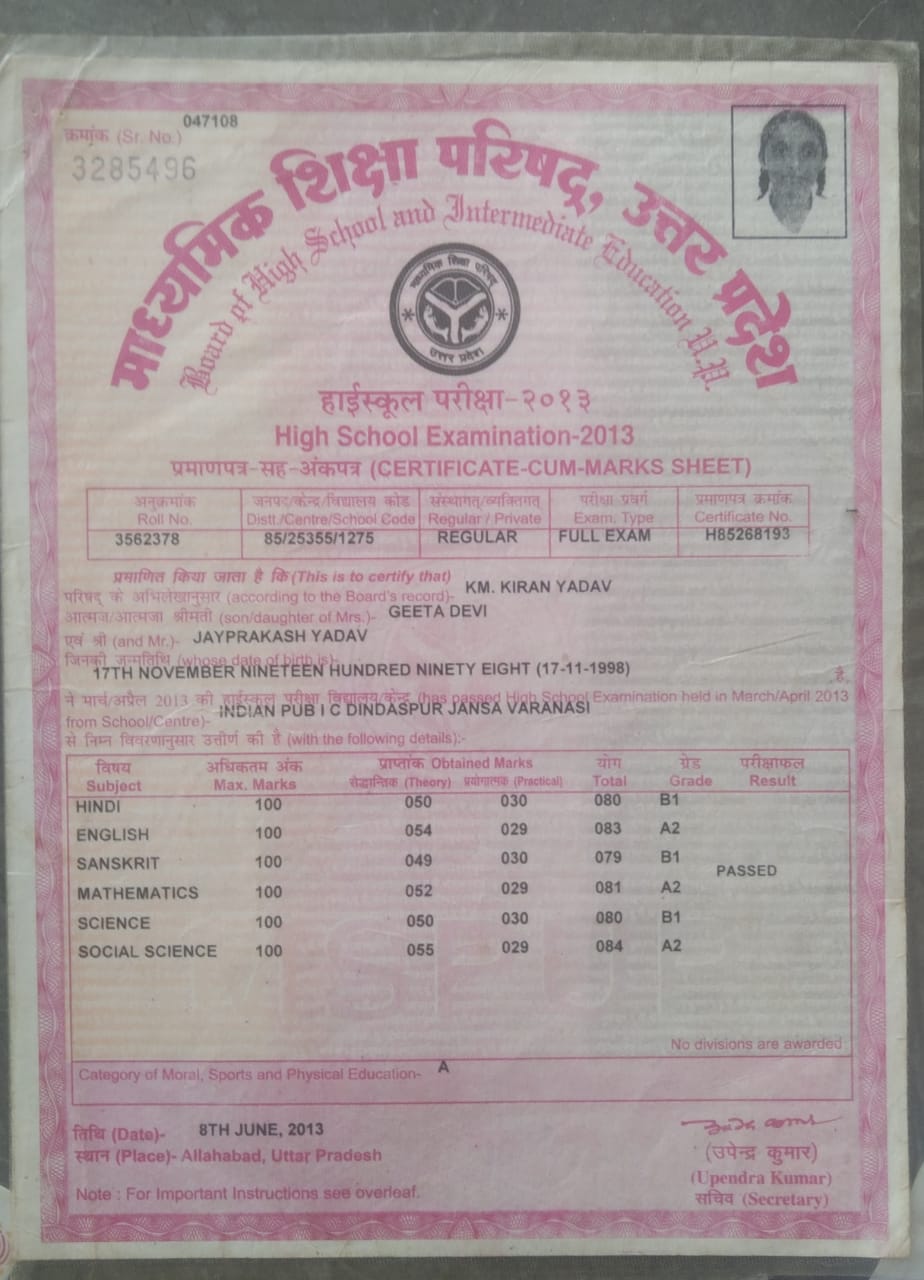 047108
क्रमांक (Sr. No.)
3285496
माध्यमिक शिक्षा परिषद्, उत्तर प्रदेश
Board of High School and Intermediate Education U.P.
माध्यमिक शिक्षा परिषद्
उत्तर प्रदेश
हाईस्कूल परीक्षा-२०१३
High School Examination-2013
प्रमाणपत्र-सह-अंकपत्र (CERTIFICATE-CUM-MARKS SHEET)
अनुक्रमांक जनपद/केन्द्र/विद्यालय कोड संस्थागत्/व्यक्तिगत् परीक्षा प्रवर्ग प्रमाणपत्र क्रमांक
Roll No. Distt./Centre/School Code Regular / Private Exam. Type Certificate No.
3562378 85/25355/1275 REGULAR FULL EXAM H85268193
प्रमाणित किया जाता है कि (This is to certify that)
परिषद् के अभिलेखानुसार (according to the Board's record)- KM. KIRAN YADAV
आत्मज/आत्मजा श्रीमती (son/daughter of Mrs.)- GEETA DEVI
एवं श्री (and Mr.)- JAYPRAKASH YADAV
जिनकी जन्मतिथि (whose date of birth is)-
17TH NOVEMBER NINETEEN HUNDRED NINETY EIGHT (17-11-1998) है,
ने मार्च/अप्रैल 2013 की हाईस्कूल परीक्षा विद्यालय/केन्द्र (has passed High School Examination held in March/April 2013
from School/Centre)- INDIAN PUB I C DINDASPUR JANSA VARANASI
से निम्न विवरणानुसार उत्तीर्ण की है (with the following details):-
विषय अधिकतम अंक प्राप्तांक Obtained Marks योग ग्रेड परीक्षाफल
Subject Max. Marks सैद्धान्तिक (Theory) प्रयोगात्मक (Practical) Total Grade Result
HINDI 100 050 030 080 B1
ENGLISH 100 054 029 083 A2
SANSKRIT 100 049 030 079 B1
PASSED
MATHEMATICS 100 052 029 081 A2
SCIENCE 100 050 030 080 B1
SOCIAL SCIENCE 100 055 029 084 A2
MSPUP
No divisions are awarded
Category of Moral, Sports and Physical Education- A
तिथि (Date)- 8TH JUNE, 2013
स्थान (Place)- Allahabad, Uttar Pradesh
(उपेन्द्र कुमार)
(Upendra Kumar)
सचिव (Secretary)
Note : For Important Instructions see overleaf.